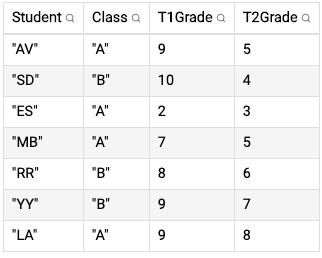 Student Class T1Grade T2Grade
"AV" "A" 9 5
"SD" "B" 10 4
"ES" "A" 2 3
"MB" "A" 7 5
"RR" "B" 8 6
"YY" "B" 9 7
"LA" "A" 9 8